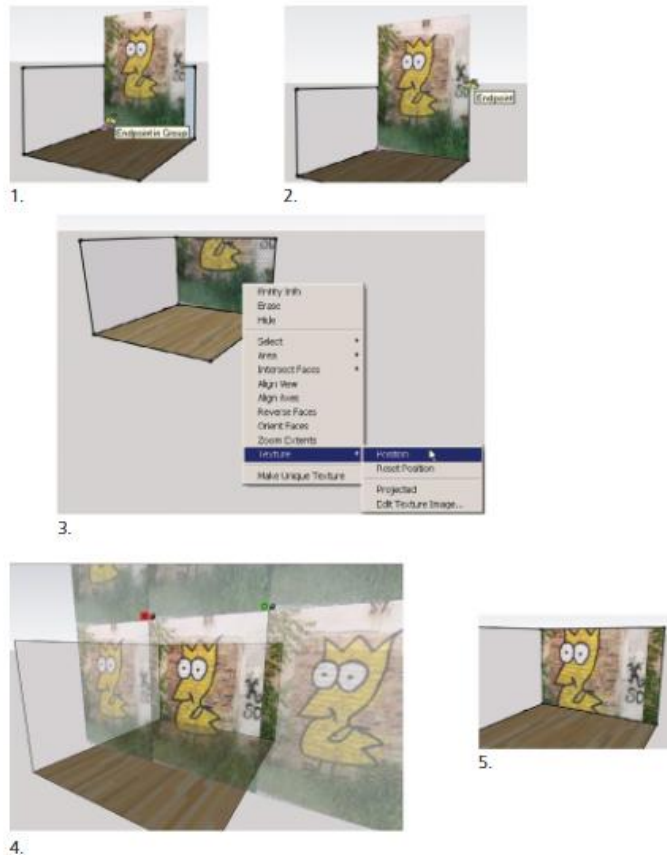 Endpoint in Group
1.
Endpoint
2.
Entity Info
Erase
Hide
Select
Area
Intersect Faces
Align View
Align Axes
Reverse Faces
Orient Faces
Zoom Extents
Texture
Make Unique Texture
Position
Reset Position
Projected
Edit Texture Image...
3.
4.
5.